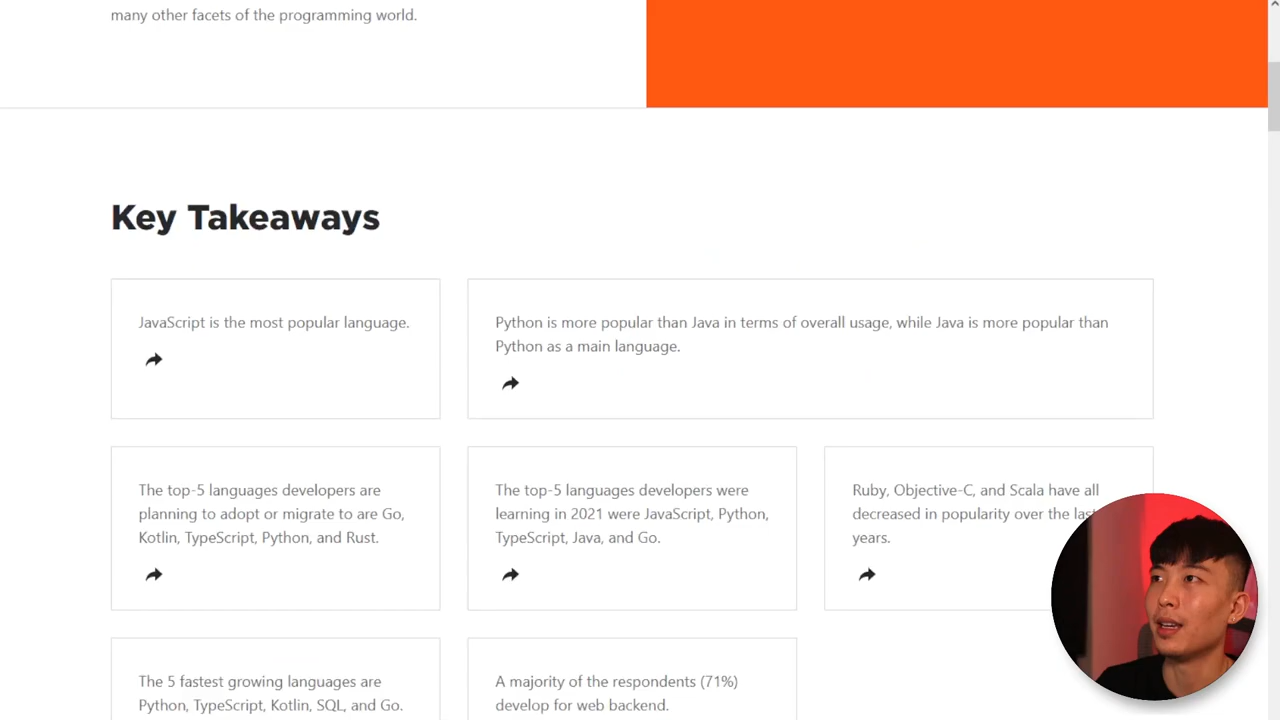 many other facets of the programming world.
Key Takeaways
JavaScript is the most popular language.
Python is more popular than Java in terms of overall usage, while Java is more popular than
Python as a main language.
The top-5 languages developers are
planning to adopt or migrate to are Go,
Kotlin, TypeScript, Python, and Rust.
The top-5 languages developers were
learning in 2021 were JavaScript, Python,
TypeScript, Java, and Go.
Ruby, Objective-C, and Scala have all
decreased in popularity over the last
years.
The 5 fastest growing languages are
Python, TypeScript, Kotlin, SQL, and Go.
A majority of the respondents (71%)
develop for web backend.